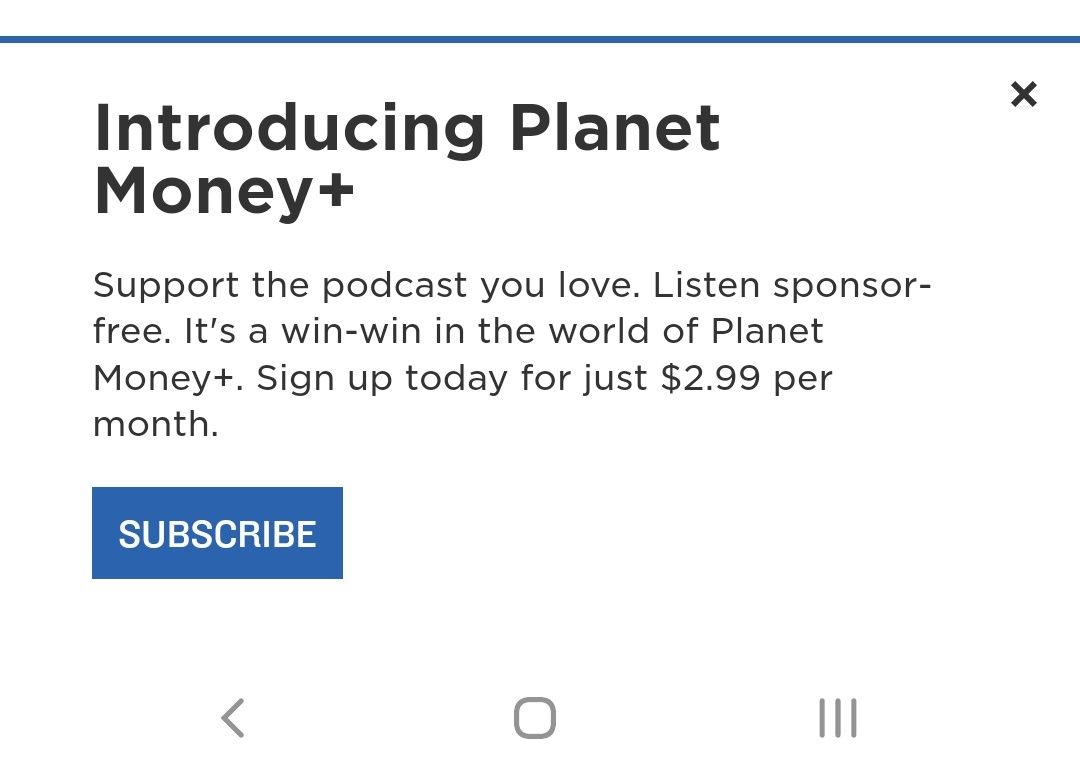 Introducing Planet
Money+
Support the podcast you love. Listen sponsor-
free. It's a win-win in the world of Planet
Money+. Sign up today for just $2.99 per
month.
SUBSCRIBE